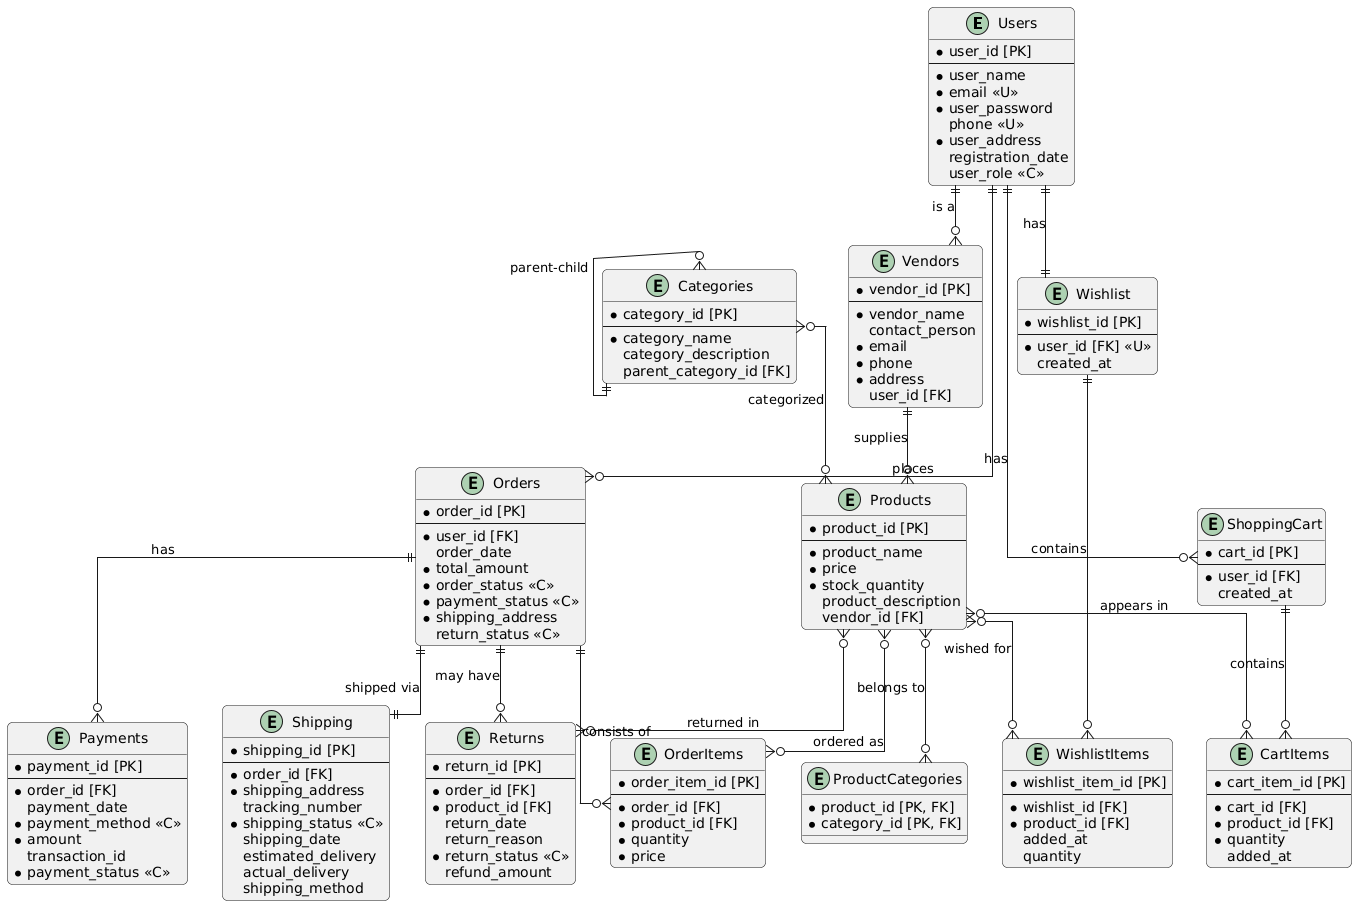 E Users
* user_id [PK]
* user_name
* email «U»
* user_password
phone «U»
* user_address
registration_date
user_role «C»
is a
has
parent-child
E Categories
* category_id [PK]
* category_name
category_description
parent_category_id [FK]
E Vendors
* vendor_id [PK]
* vendor_name
contact_person
* email
* phone
* address
user_id [FK]
E Wishlist
* wishlist_id [PK]
* user_id [FK] «U»
created_at
categorized
supplies
places
has
E Orders
* order_id [PK]
* user_id [FK]
order_date
* total_amount
* order_status «C»
* payment_status «C»
* shipping_address
return_status «C»
E Products
* product_id [PK]
* product_name
* price
* stock_quantity
product_description
vendor_id [FK]
E ShoppingCart
* cart_id [PK]
* user_id [FK]
created_at
has
contains
appears in
wished for
contains
shipped via
may have
belongs to
consists of
returned in
ordered as
E Payments
* payment_id [PK]
* order_id [FK]
payment_date
* payment_method «C»
* amount
transaction_id
* payment_status «C»
E Shipping
* shipping_id [PK]
* order_id [FK]
* shipping_address
tracking_number
* shipping_status «C»
shipping_date
estimated_delivery
actual_delivery
shipping_method
E Returns
* return_id [PK]
* order_id [FK]
* product_id [FK]
return_date
return_reason
* return_status «C»
refund_amount
E OrderItems
* order_item_id [PK]
* order_id [FK]
* product_id [FK]
* quantity
* price
E ProductCategories
* product_id [PK, FK]
* category_id [PK, FK]
E WishlistItems
* wishlist_item_id [PK]
* wishlist_id [FK]
* product_id [FK]
added_at
quantity
E CartItems
* cart_item_id [PK]
* cart_id [FK]
* product_id [FK]
* quantity
added_at